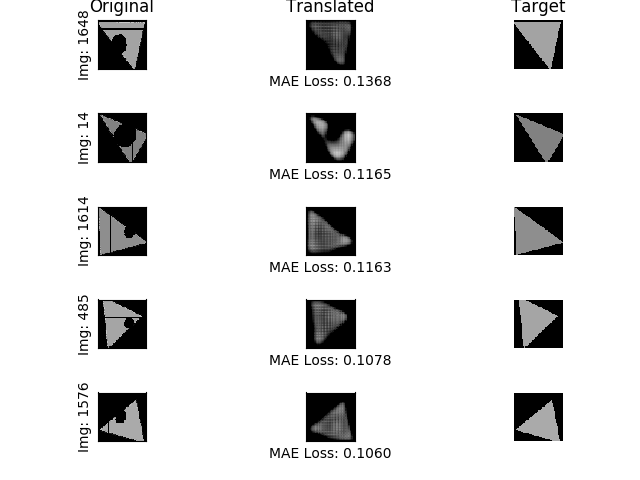 Original Translated Target
Img: 1648
MAE Loss: 0.1368
Img: 14
MAE Loss: 0.1165
Img: 1614
MAE Loss: 0.1163
Img: 485
MAE Loss: 0.1078
Img: 1576
MAE Loss: 0.1060